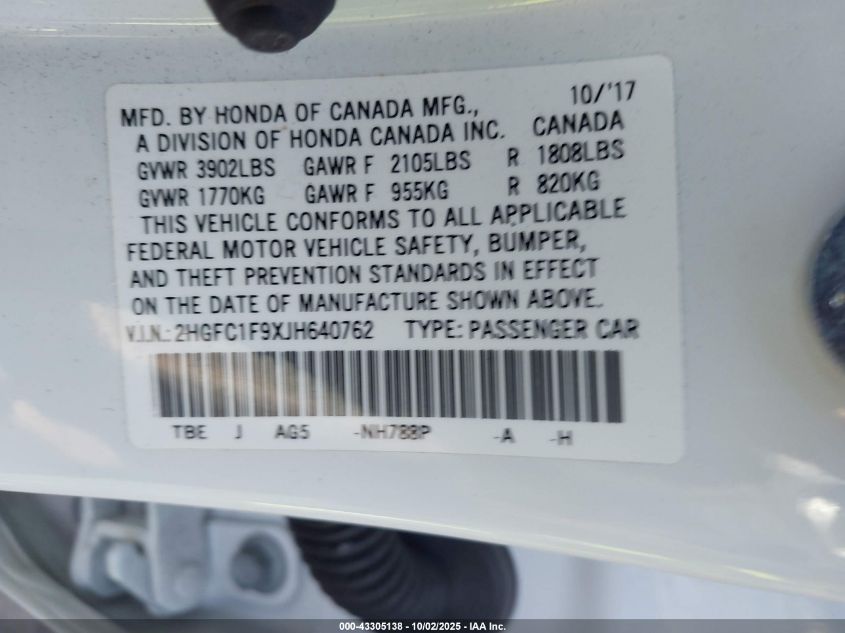 10/'17
MFD. BY HONDA OF CANADA MFG.,
A DIVISION OF HONDA CANADA INC. CANADA
GVWR 3902LBS GAWR F 2105LBS R 1808LBS
GVWR 1770KG GAWR F 955KG R 820KG
THIS VEHICLE CONFORMS TO ALL APPLICABLE
FEDERAL MOTOR VEHICLE SAFETY, BUMPER,
AND THEFT PREVENTION STANDARDS IN EFFECT
ON THE DATE OF MANUFACTURE SHOWN ABOVE.
V.I.N.: 2HGFC1F9XJH640762 TYPE: PASSENGER CAR
TBE J AG5 -NH788P -A -H
000-43305138 - 10/02/2025 - IAA Inc.